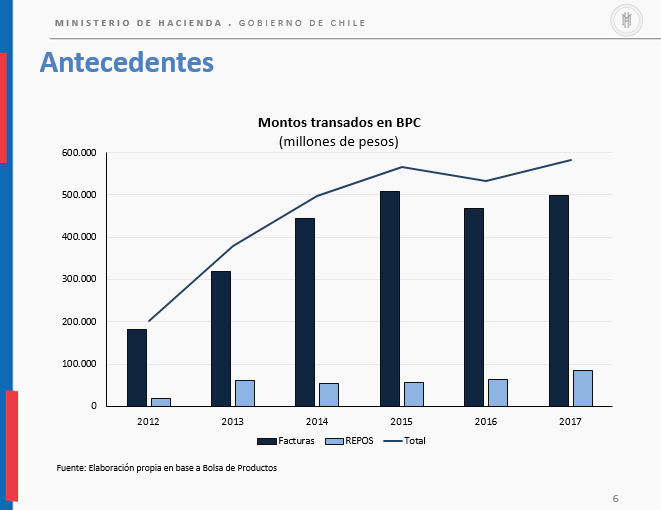 MINISTERIO DE HACIENDA . GOBIERNO DE CHILE
Antecedentes
Montos transados en BPC
(millones de pesos)
600.000
500.000
400.000
300.000
200.000
100.000
0
2012 2013 2014 2015 2016 2017
Facturas REPOS Total
Fuente: Elaboración propia en base a Bolsa de Productos
6